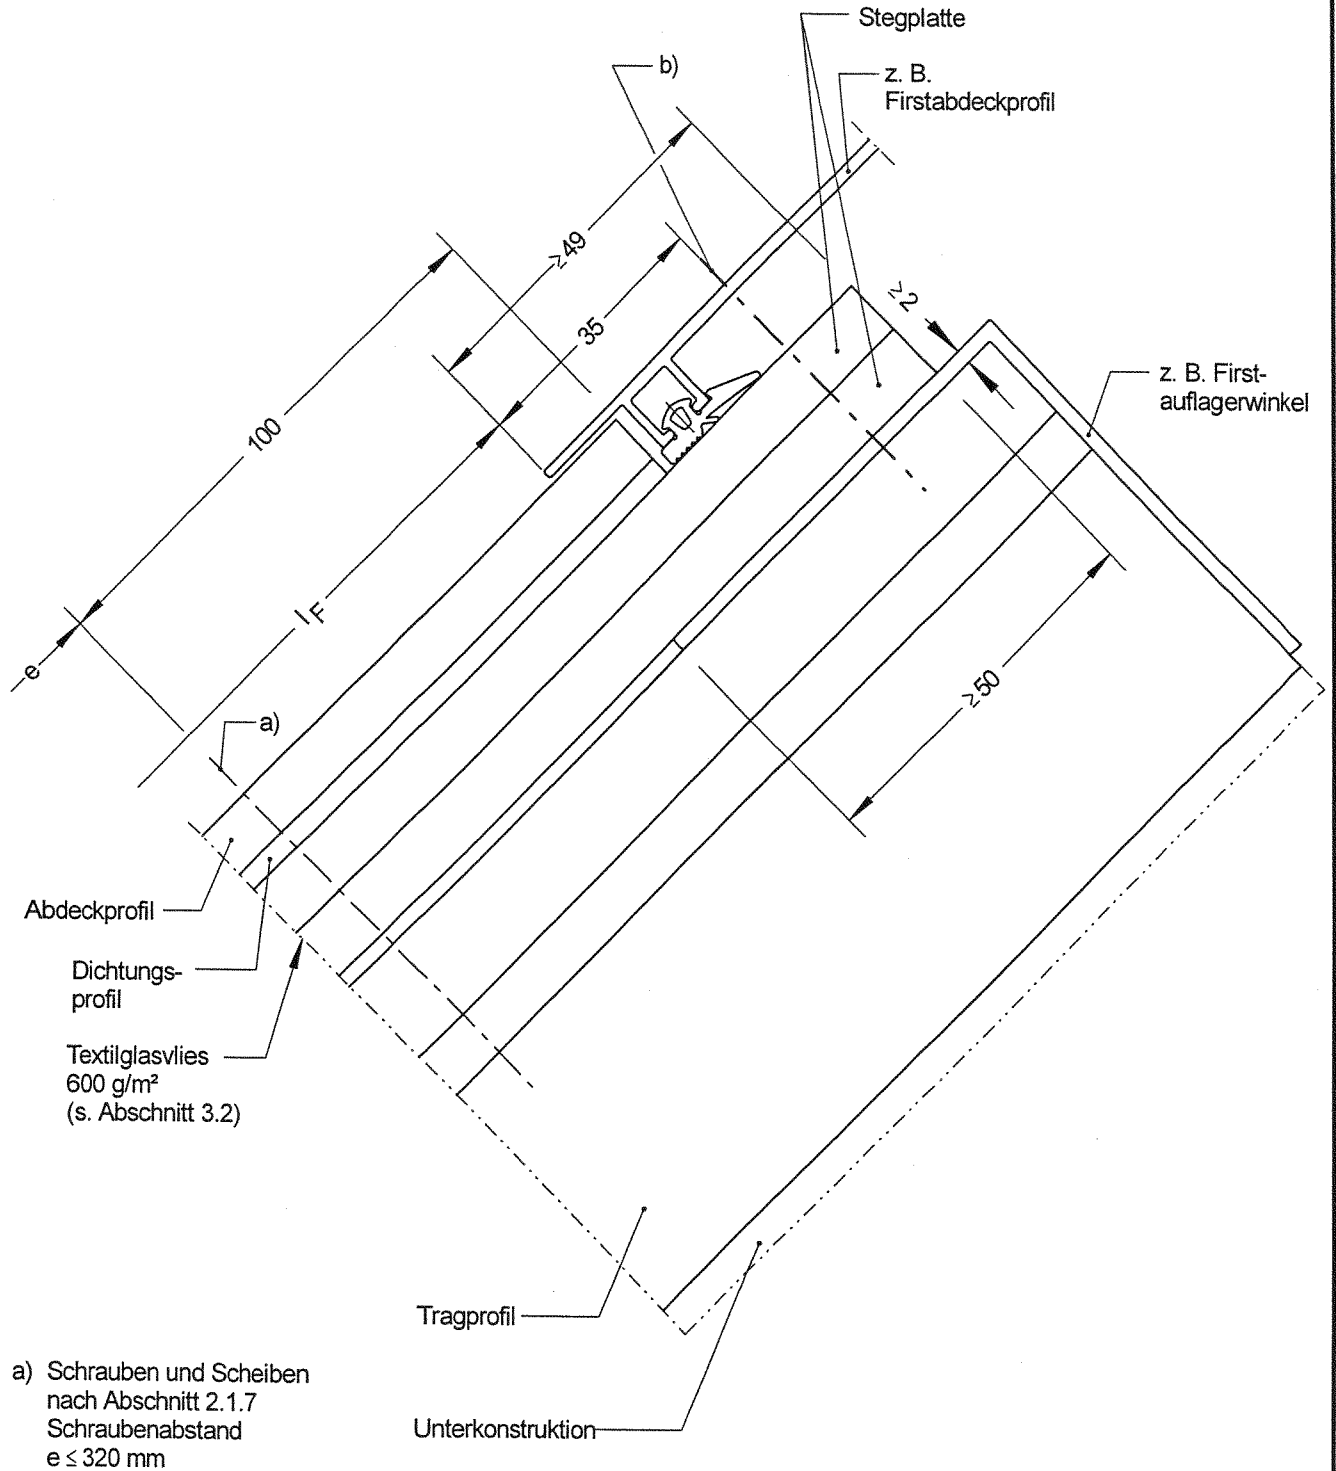 Stegplatte
b)
z. B.
Firstabdeckprofil
≥49
35
≥2
z. B. First-
auflagerwinkel
100
l F
≥50
e
a)
Abdeckprofil
Dichtungs-
profil
Textilglasvlies
600 g/m²
(s. Abschnitt 3.2)
Tragprofil
Unterkonstruktion
a) Schrauben und Scheiben
nach Abschnitt 2.1.7
Schraubenabstand
e ≤ 320 mm